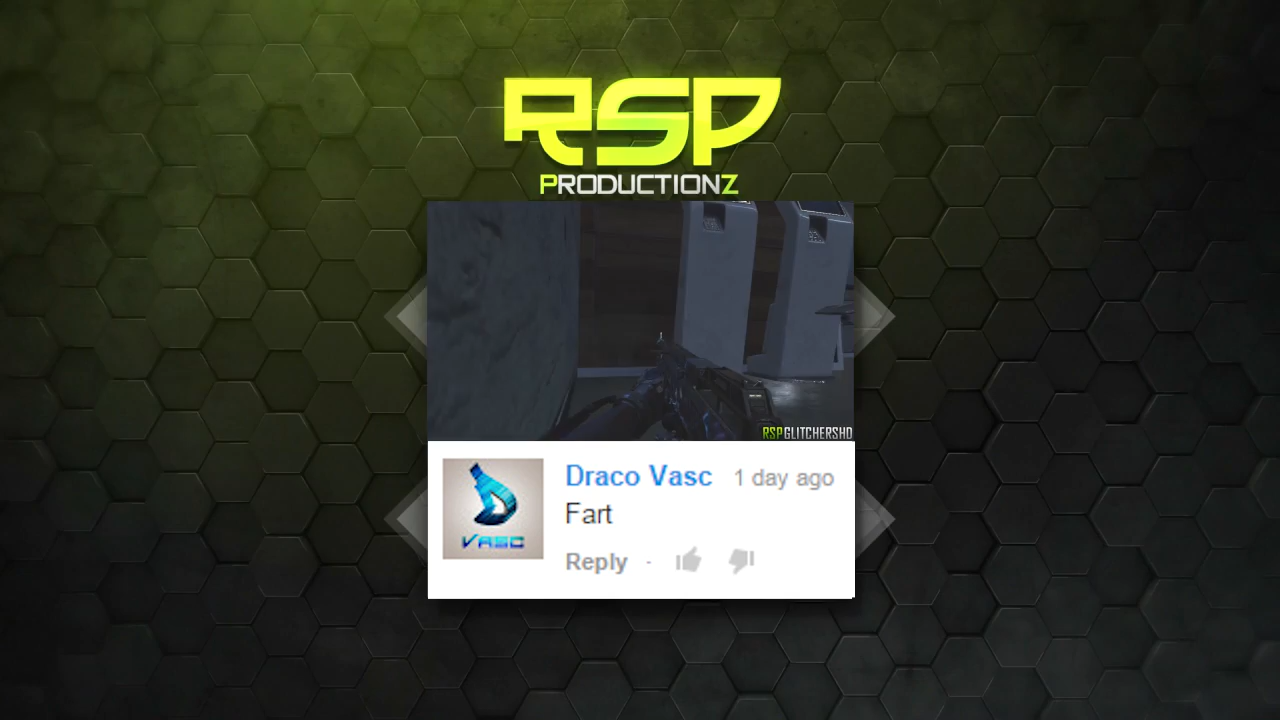 RSP
PRODUCTIONZ
RSPGLITCHERSHD
Draco Vasc 1 day ago
Fart
VASC
Reply ·